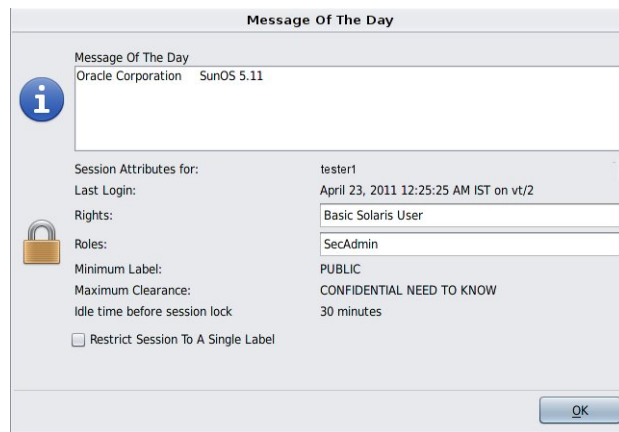 Message Of The Day
Message Of The Day
Oracle Corporation SunOS 5.11
Session Attributes for: tester1
Last Login: April 23, 2011 12:25:25 AM IST on vt/2
Rights: Basic Solaris User
Roles: SecAdmin
Minimum Label: PUBLIC
Maximum Clearance: CONFIDENTIAL NEED TO KNOW
Idle time before session lock 30 minutes
Restrict Session To A Single Label
OK